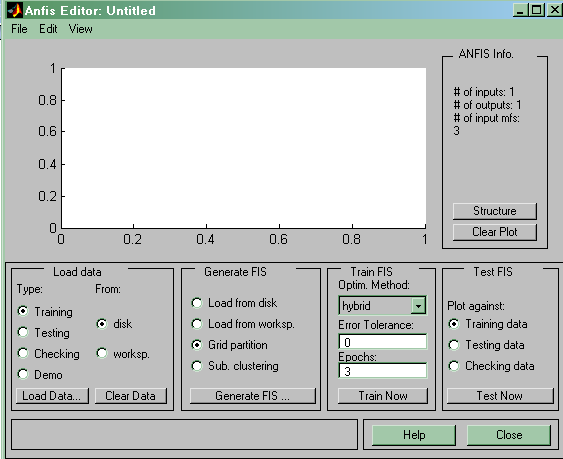 Anfis Editor: Untitled
File Edit View
1
0.8
0.6
0.4
0.2
0
0 0.2 0.4 0.6 0.8 1
ANFIS Info.
# of inputs: 1
# of outputs: 1
# of input mfs:
3
Structure
Clear Plot
Load data
Type: From:
Training
Testing
Checking
Demo
disk
worksp.
Load Data... Clear Data
Generate FIS
Load from disk
Load from worksp.
Grid partition
Sub. clustering
Generate FIS ...
Train FIS
Optim. Method:
hybrid
Error Tolerance:
0
Epochs:
3
Train Now
Test FIS
Plot against:
Training data
Testing data
Checking data
Test Now
Help Close